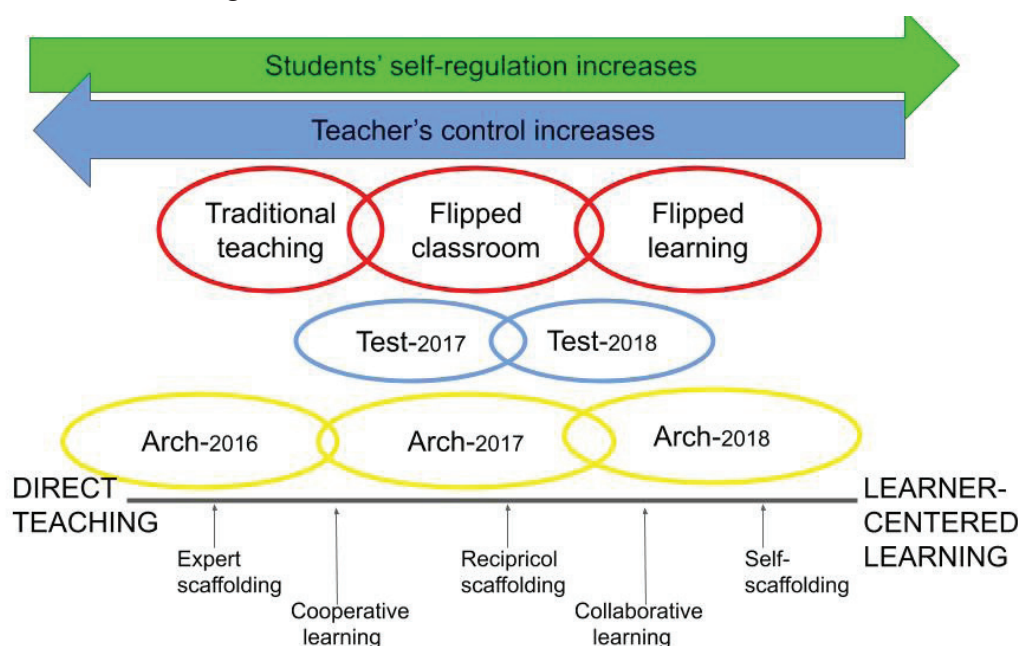 Students' self-regulation increases
Teacher's control increases
Traditional
teaching
Flipped
classroom
Flipped
learning
Test-2017
Test-2018
Arch-2016
Arch-2017
Arch-2018
DIRECT
TEACHING
LEARNER-
CENTERED
LEARNING
Expert
scaffolding
Cooperative
learning
Recipricol
scaffolding
Collaborative
learning
Self-
scaffolding